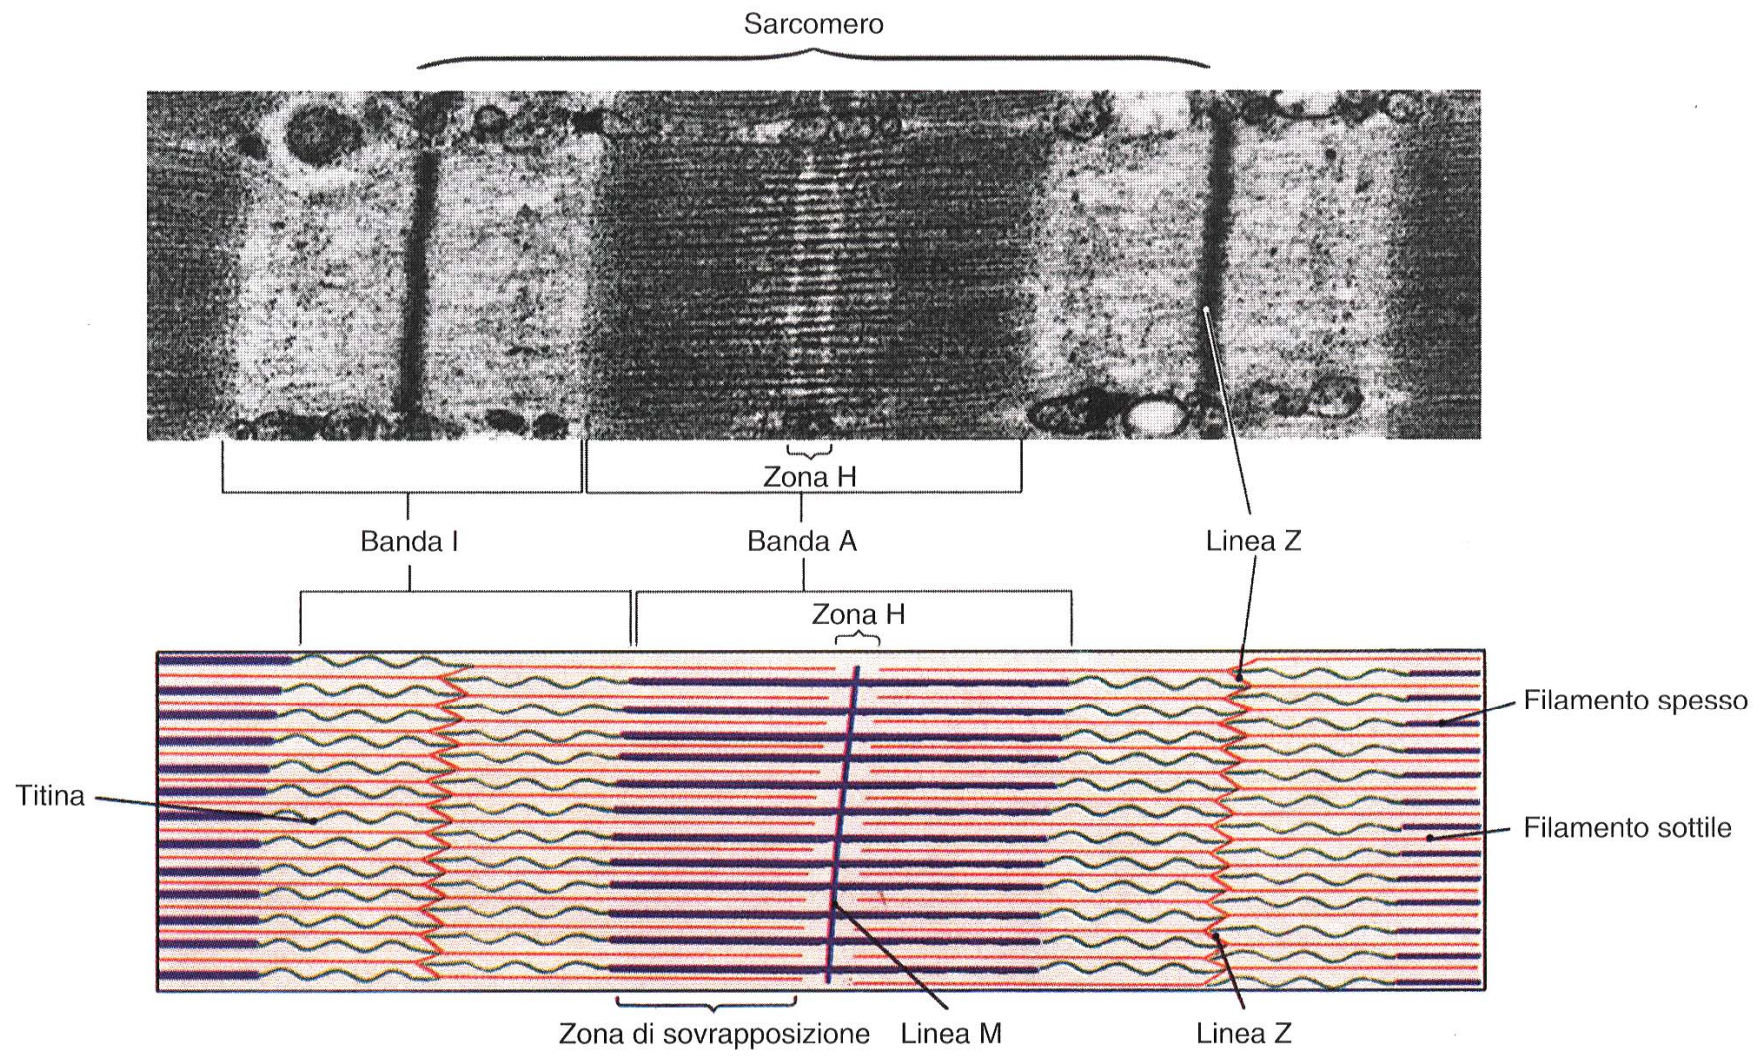 Sarcomero
Zona H
Banda I
Banda A
Linea Z
Zona H
Filamento spesso
Titina
Filamento sottile
Zona di sovrapposizione
Linea M
Linea Z